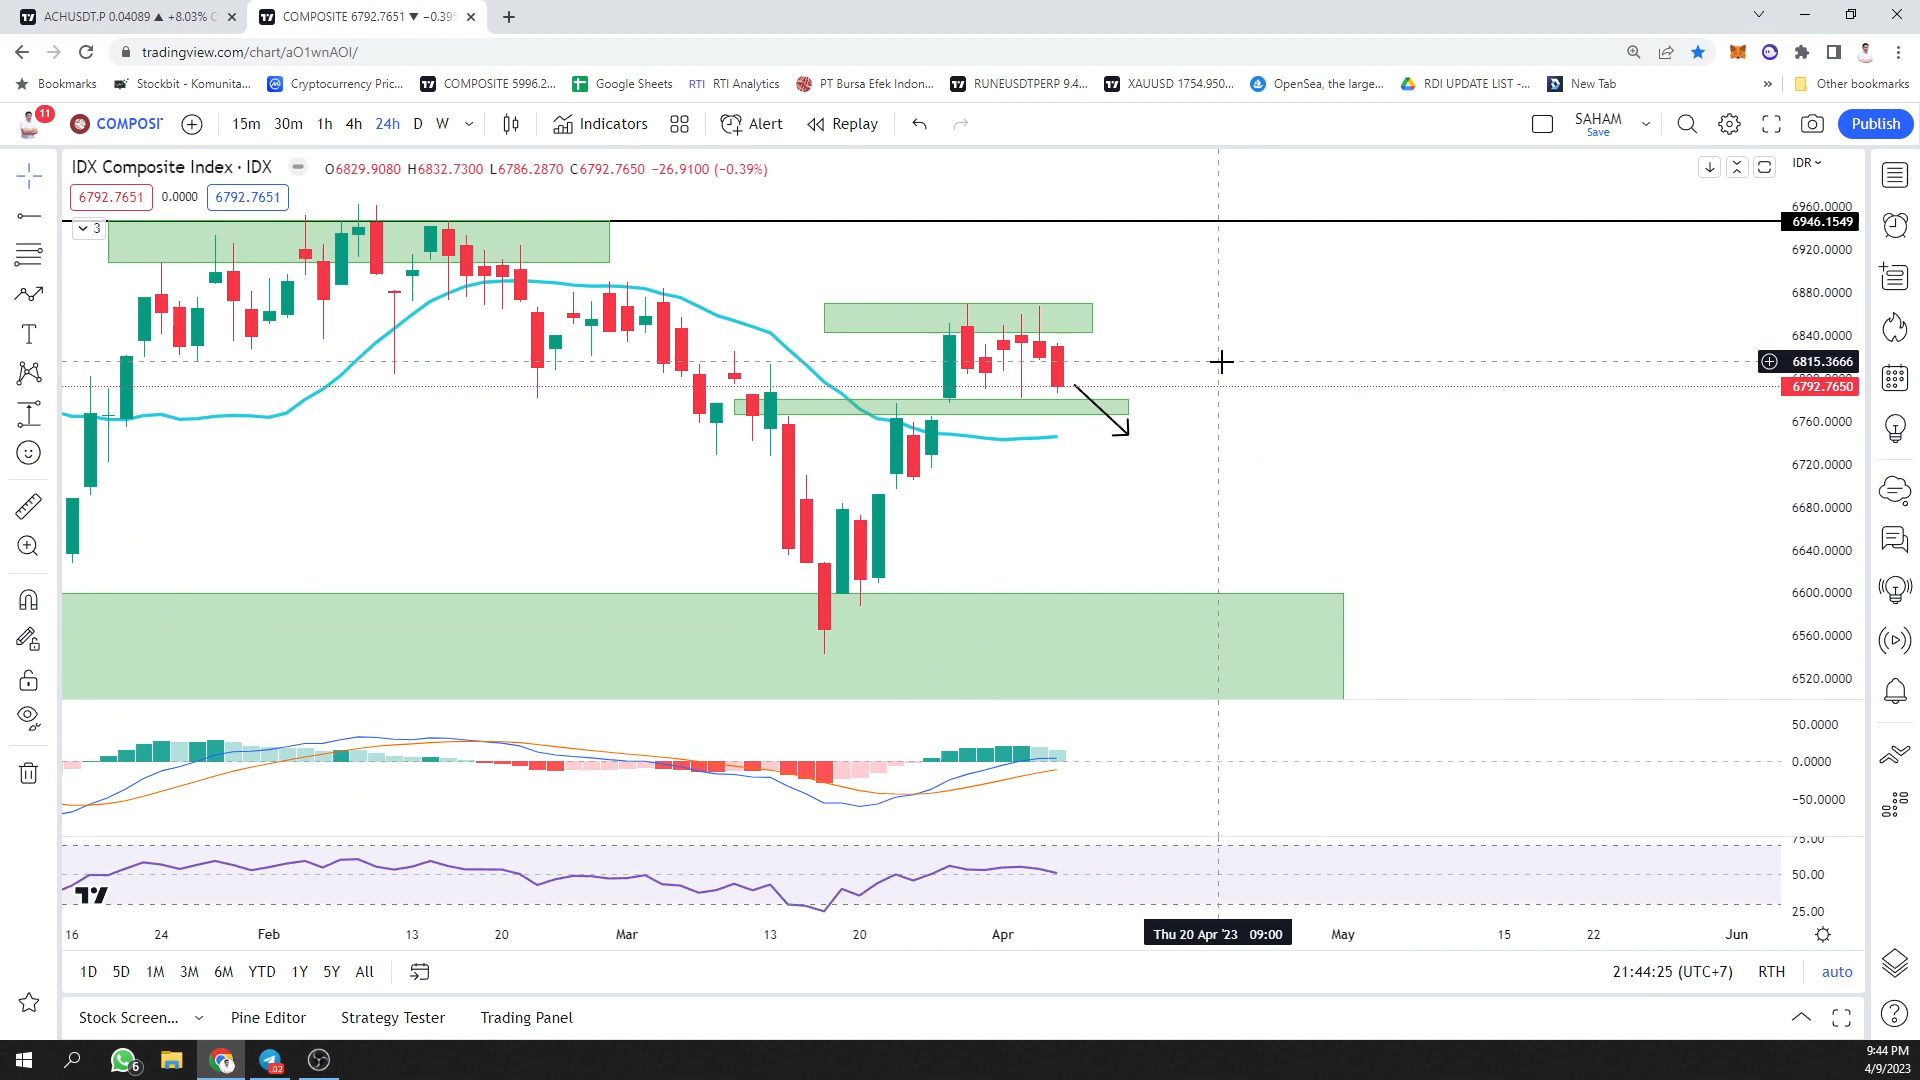 ACHUSDT.P 0.04089 ▲ +8.03% C
COMPOSITE 6792.7651 ▼ −0.39%
tradingview.com/chart/aO1wnAOI/
Bookmarks
Stockbit - Komunita...
Cryptocurrency Pric...
COMPOSITE 5996.2...
Google Sheets
RTI RTI Analytics
PT Bursa Efek Indon...
RUNEUSDTPERP 9.4...
XAUUSD 1754.950...
OpenSea, the large...
RDI UPDATE LIST -...
New Tab
»
Other bookmarks
11
COMPOSI
15m 30m 1h 4h 24h D W
Indicators
Alert
Replay
SAHAM
Save
Publish
IDX Composite Index · IDX
O6829.9080 H6832.7300 L6786.2870 C6792.7650 −26.9100 (−0.39%)
IDR
6792.7651 0.0000 6792.7651
3
6960.0000
6946.1549
6920.0000
6880.0000
6840.0000
6815.3666
6792.7650
6760.0000
6720.0000
6680.0000
6640.0000
6600.0000
6560.0000
6520.0000
50.0000
0.0000
−50.0000
75.00
50.00
25.00
16 24 Feb 13 20 Mar 13 20 Apr Thu 20 Apr '23 09:00 May 15 22 Jun
1D 5D 1M 3M 6M YTD 1Y 5Y All
21:44:25 (UTC+7) RTH auto
Stock Screen... Pine Editor Strategy Tester Trading Panel
6
.02
9:44 PM
4/9/2023